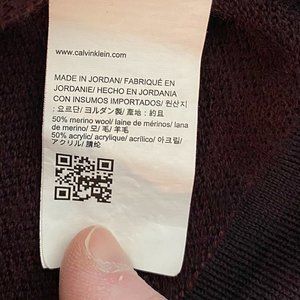 www.calvinklein.com
MADE IN JORDAN/ FABRIQUÉ EN
JORDANIE/ HECHO EN JORDANIA
CON INSUMOS IMPORTADOS/ 원산지
: 요르단/ ヨルダン製/ 產地 : 約旦
50% merino wool/ laine de mérinos/ lana
de merino/ 모/ 毛/ 羊毛
50% acrylic/ acrylique/ acrílico/ 아크릴/
アクリル/ 腈纶